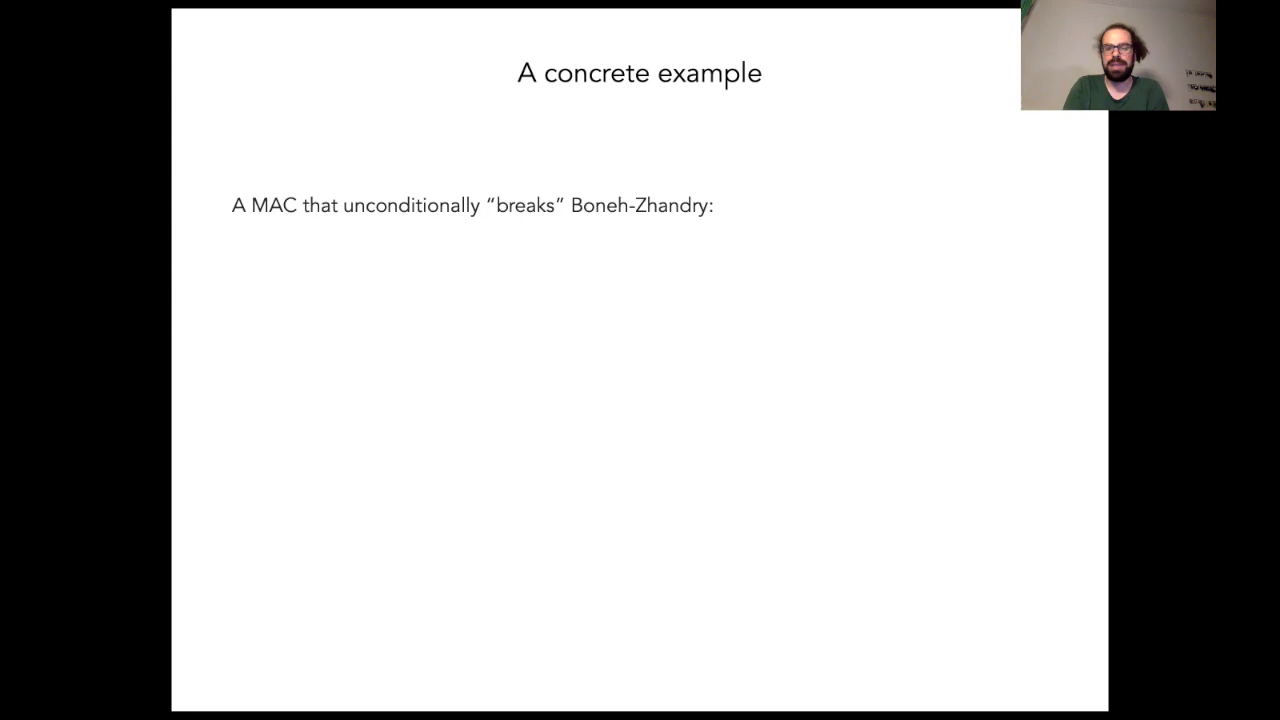 A concrete example
A MAC that unconditionally “breaks” Boneh-Zhandry: